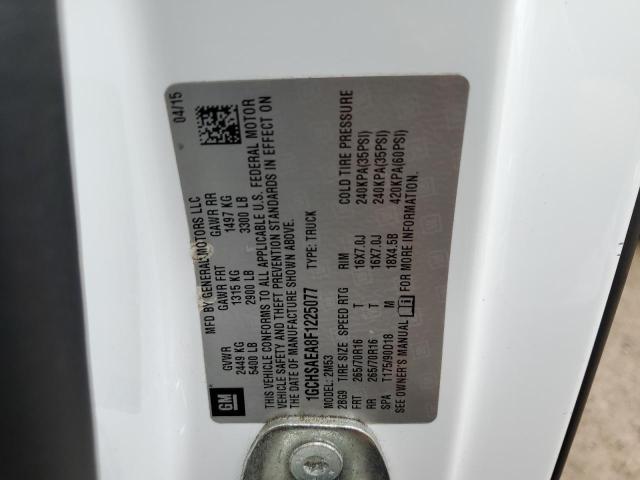 GM
MFD BY GENERAL MOTORS LLC
04/15
GVWR GAWR FRT GAWR RR
2449 KG 1315 KG 1497 KG
5400 LB 2900 LB 3300 LB
THIS VEHICLE CONFORMS TO ALL APPLICABLE U.S. FEDERAL MOTOR
VEHICLE SAFETY AND THEFT PREVENTION STANDARDS IN EFFECT ON
THE DATE OF MANUFACTURE SHOWN ABOVE.
1GCHSAEA8F1225077 TYPE: TRUCK
MODEL: 2M53
2BG9 TIRE SIZE SPEED RTG RIM COLD TIRE PRESSURE
FRT 265/70R16 T 16X7.0J 240KPA(35PSI)
RR 265/70R16 T 16X7.0J 240KPA(35PSI)
SPA T175/90D18 M 18X4.5B 420KPA(60PSI)
SEE OWNER'S MANUAL FOR MORE INFORMATION.